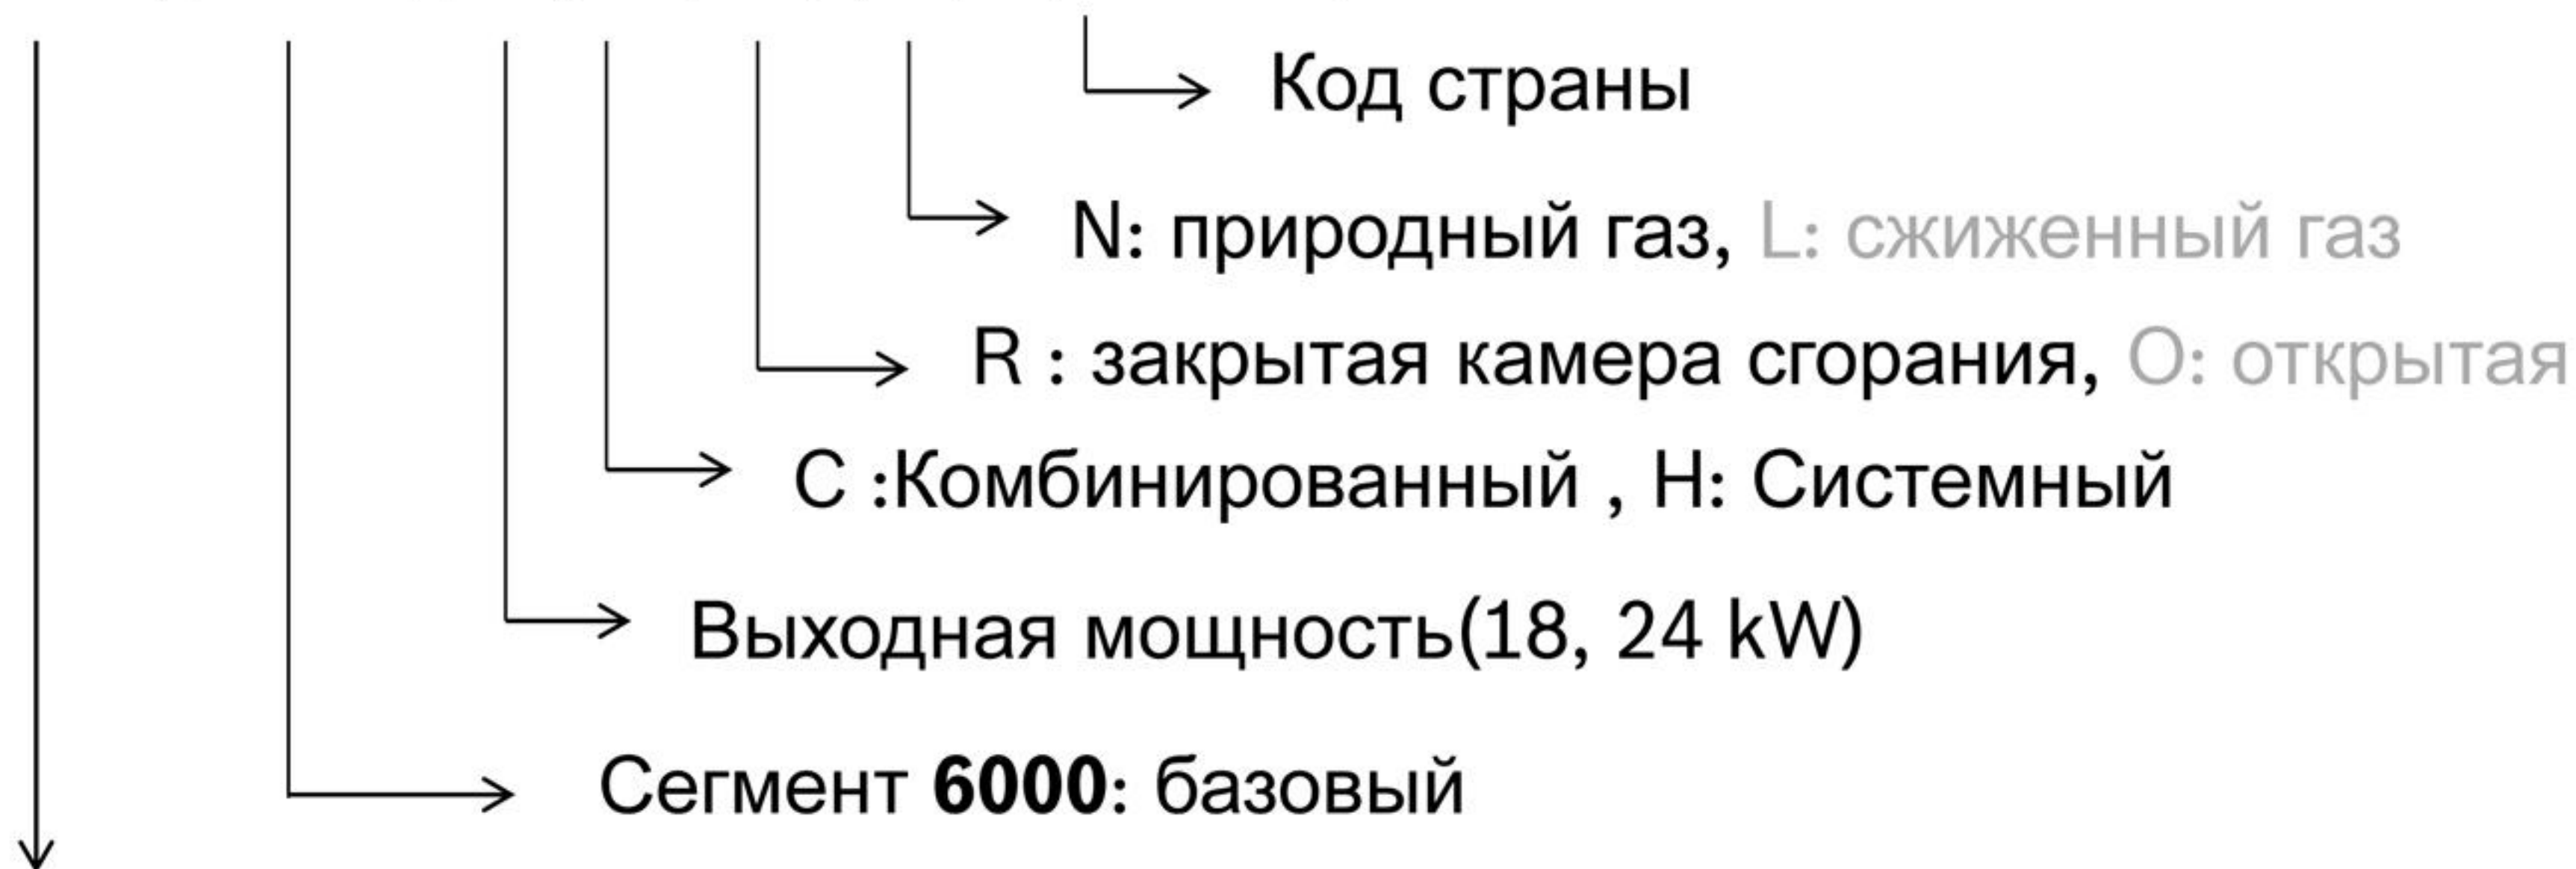 Код страны
N: природный газ, L: сжиженный газ
R : закрытая камера сгорания, O: открытая
C :Комбинированный , H: Системный
Выходная мощность(18, 24 kW)
Сегмент 6000: базовый